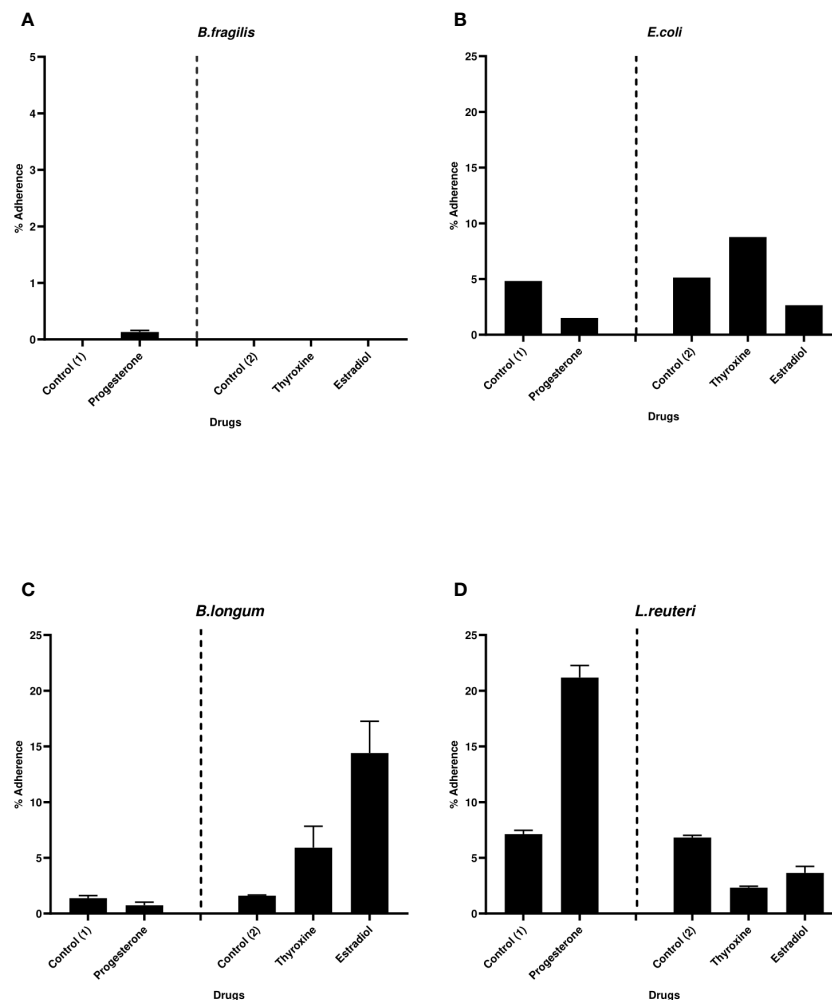 A
B.fragilis
5
4
3
2
1
0
% Adherence
Control (1)
Progesterone
Control (2)
Thyroxine
Estradiol
Drugs
B
E.coli
25
20
15
10
5
0
% Adherence
Control (1)
Progesterone
Control (2)
Thyroxine
Estradiol
Drugs
C
B.longum
25
20
15
10
5
0
% Adherence
Control (1)
Progesterone
Control (2)
Thyroxine
Estradiol
Drugs
D
L.reuteri
25
20
15
10
5
0
% Adherence
Control (1)
Progesterone
Control (2)
Thyroxine
Estradiol
Drugs